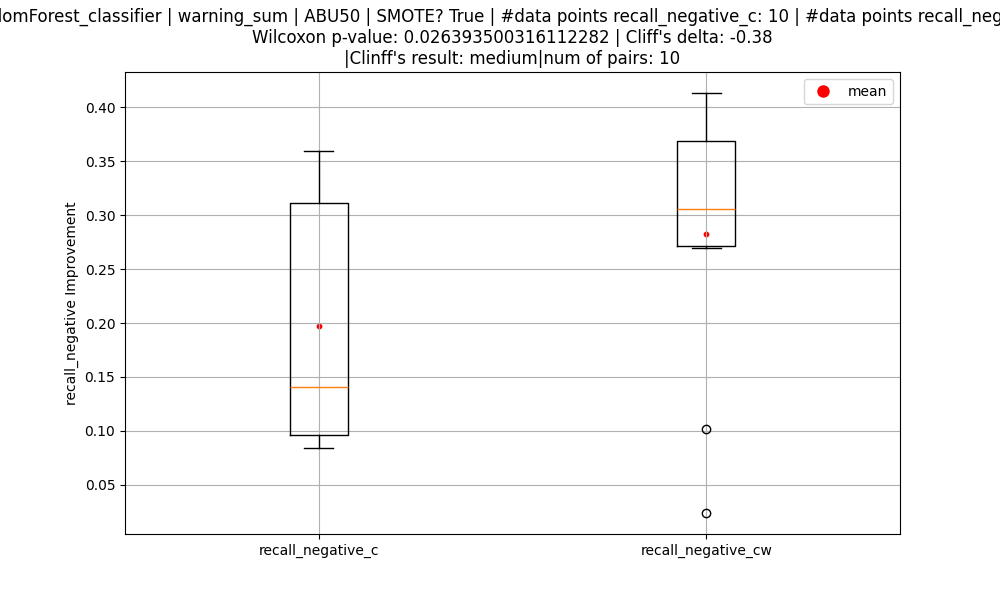 lomForest_classifier | warning_sum | ABU50 | SMOTE? True | #data points recall_negative_c: 10 | #data points recall_neg
Wilcoxon p-value: 0.026393500316112282 | Cliff's delta: -0.38
|Clinff's result: medium|num of pairs: 10
mean
0.40
0.35
0.30
0.25
0.20
0.15
0.10
0.05
recall_negative Improvement
recall_negative_c
recall_negative_cw